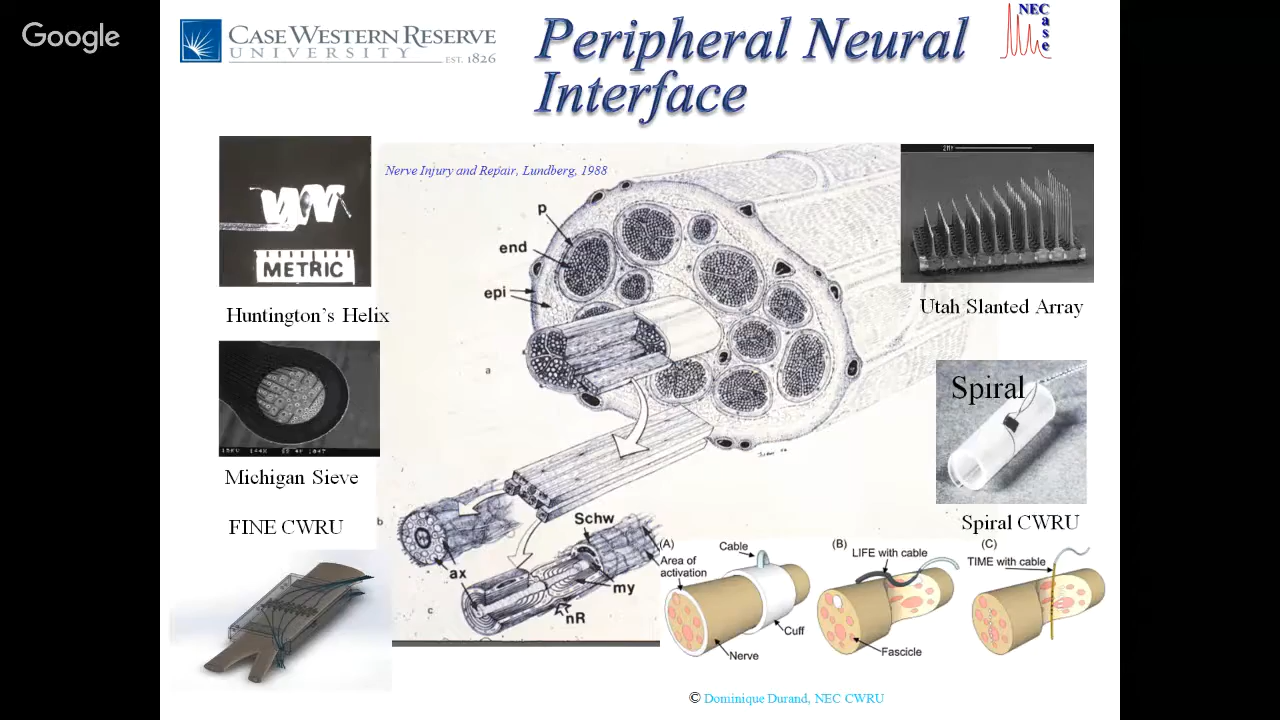 Google
CASE WESTERN RESERVE
UNIVERSITY EST. 1826
Peripheral Neural
Interface
NEC
case
Nerve Injury and Repair, Lundberg, 1988
METRIC
Huntington's Helix
Michigan Sieve
FINE CWRU
p
end
epi
a
b
ax
c
Schw
my
nR
Utah Slanted Array
Spiral
Spiral CWRU
(A)
Cable
Area of
activation
Cuff
Nerve
(B)
LIFE with cable
Fascicle
(C)
TIME with cable
© Dominique Durand, NEC CWRU